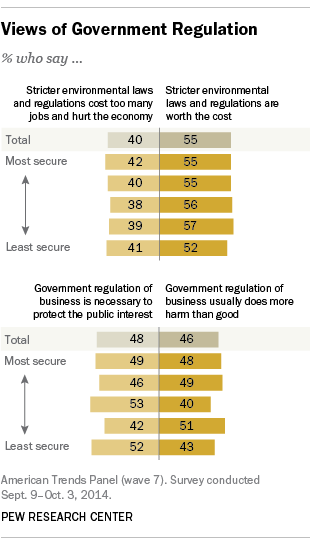 Views of Government Regulation
% who say ...
Stricter environmental laws
and regulations cost too many
jobs and hurt the economy
Stricter environmental
laws and regulations are
worth the cost
Total 40 55
Most secure 42 55
40 55
38 56
39 57
Least secure 41 52
Government regulation of
business is necessary to
protect the public interest
Government regulation of
business usually does more
harm than good
Total 48 46
Most secure 49 48
46 49
53 40
42 51
Least secure 52 43
American Trends Panel (wave 7). Survey conducted
Sept. 9–Oct. 3, 2014.
PEW RESEARCH CENTER